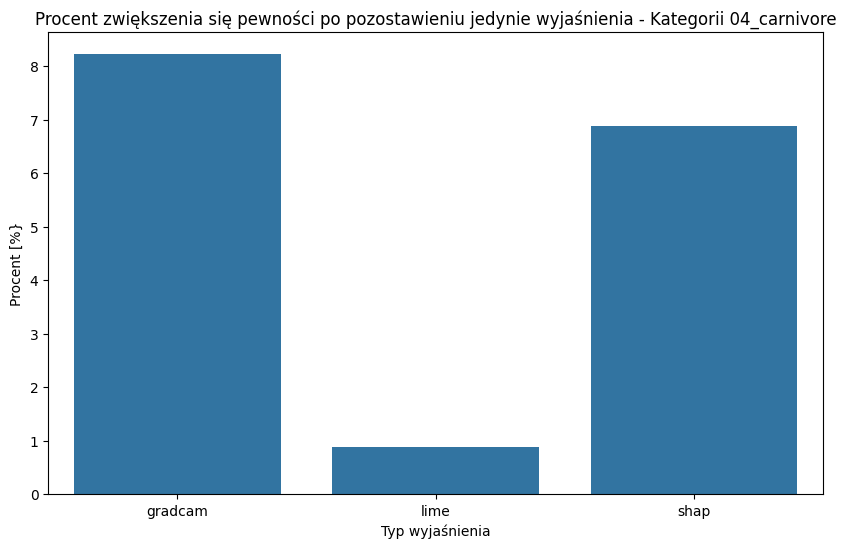 Procent zwiększenia się pewności po pozostawieniu jedynie wyjaśnienia - Kategorii 04_carnivore
8
7
6
5
4
3
2
1
0
Procent [%}
gradcam
lime
shap
Typ wyjaśnienia